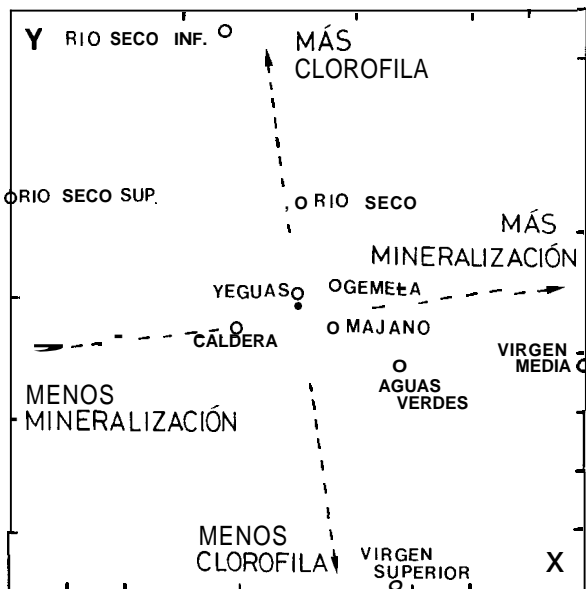 Y RIO SECO INF.
MÁS
CLOROFILA
RIO SECO SUP.
RIO SECO
MÁS
MINERALIZACIÓN
GEMELA
YEGUAS
MAJANO
CALDERA
VIRGEN
MEDIA
AGUAS
VERDES
MENOS
MINERALIZACIÓN
MENOS
CLOROFILA
VIRGEN
SUPERIOR
X